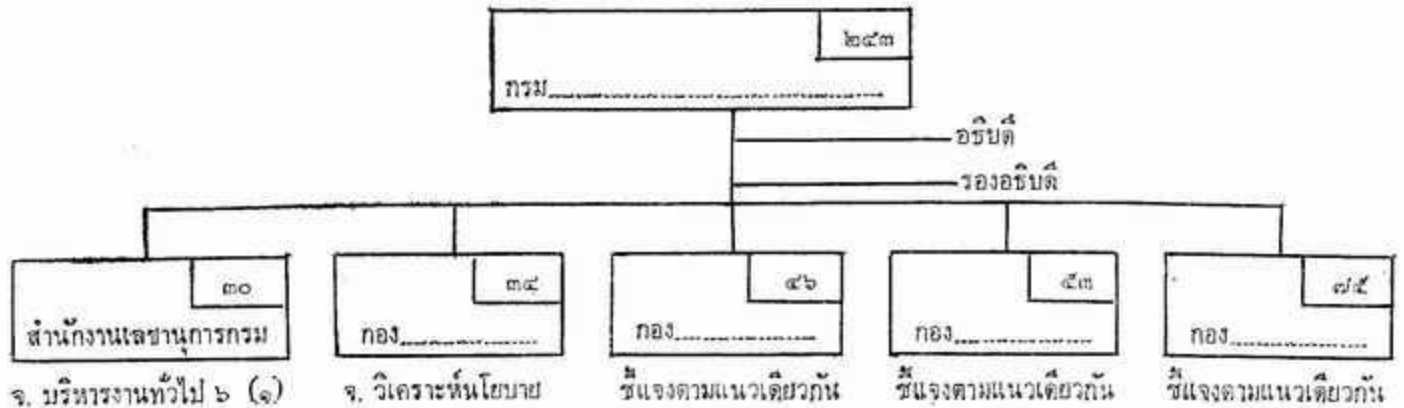 ๒๔๓
กรม
อธิบดี
รองอธิบดี
๓๐ ๓๔ ๔๖ ๕๓ ๗๕
สำนักงานเลขานุการกรม กอง กอง กอง กอง
จ. บริหารงานทั่วไป ๖ (๑) จ. วิเคราะห์นโยบาย ชี้แจงตามแนวเดียวกัน ชี้แจงตามแนวเดียวกัน ชี้แจงตามแนวเดียวกัน